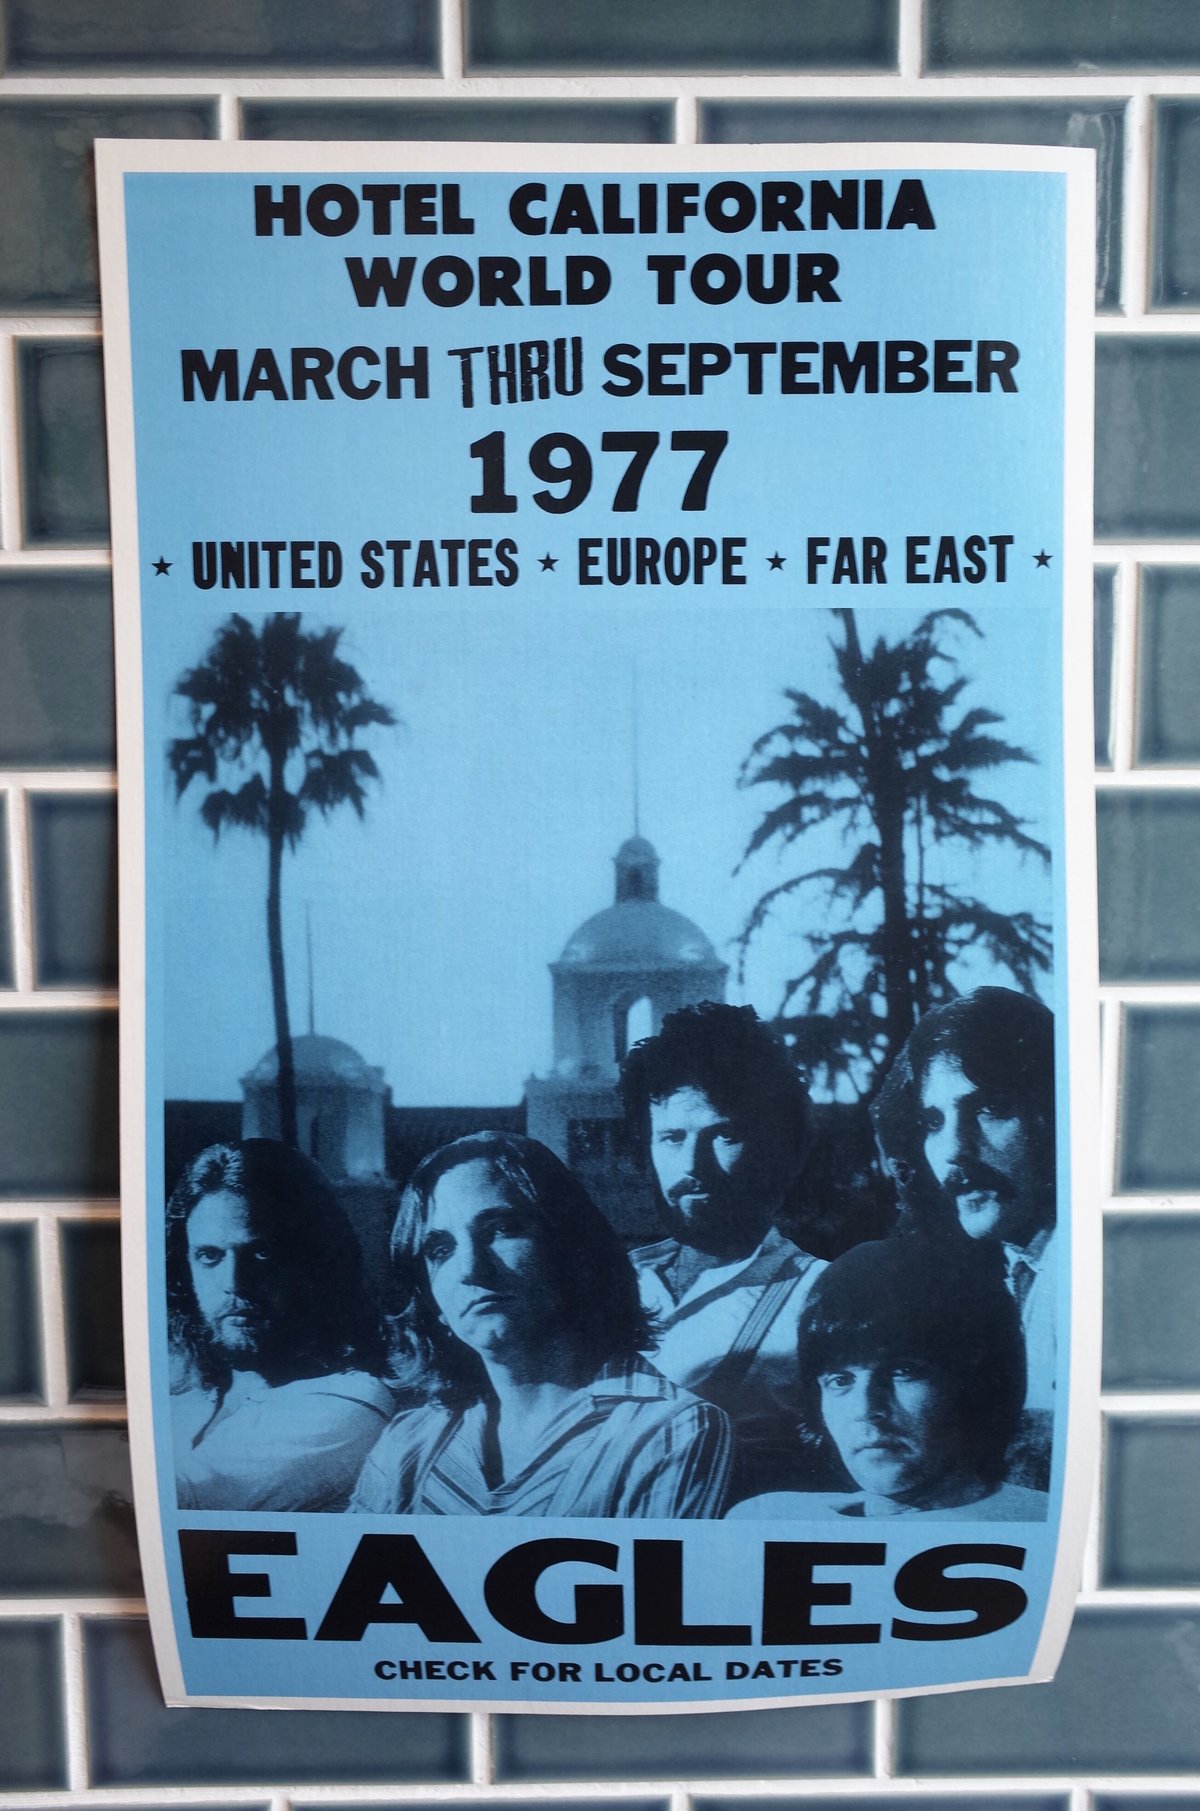 HOTEL CALIFORNIA
WORLD TOUR
MARCH THRU SEPTEMBER
1977
★ UNITED STATES ★ EUROPE ★ FAR EAST ★
EAGLES
CHECK FOR LOCAL DATES